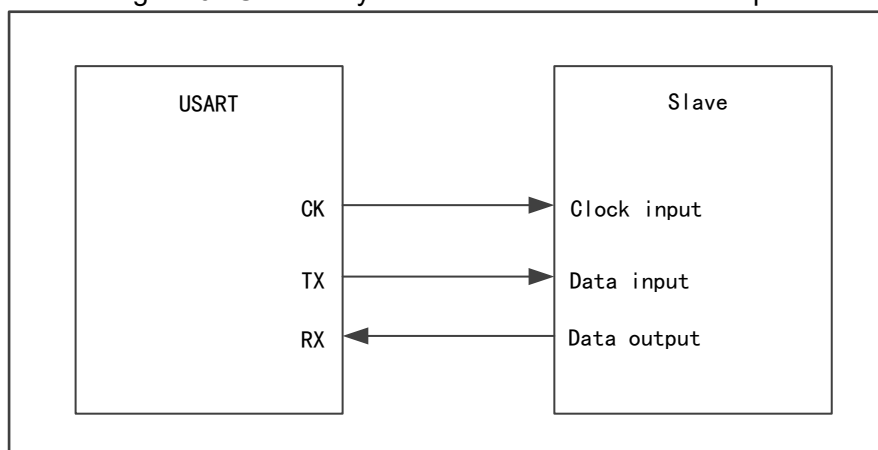 USART
Slave
CK
Clock input
TX
Data input
RX
Data output